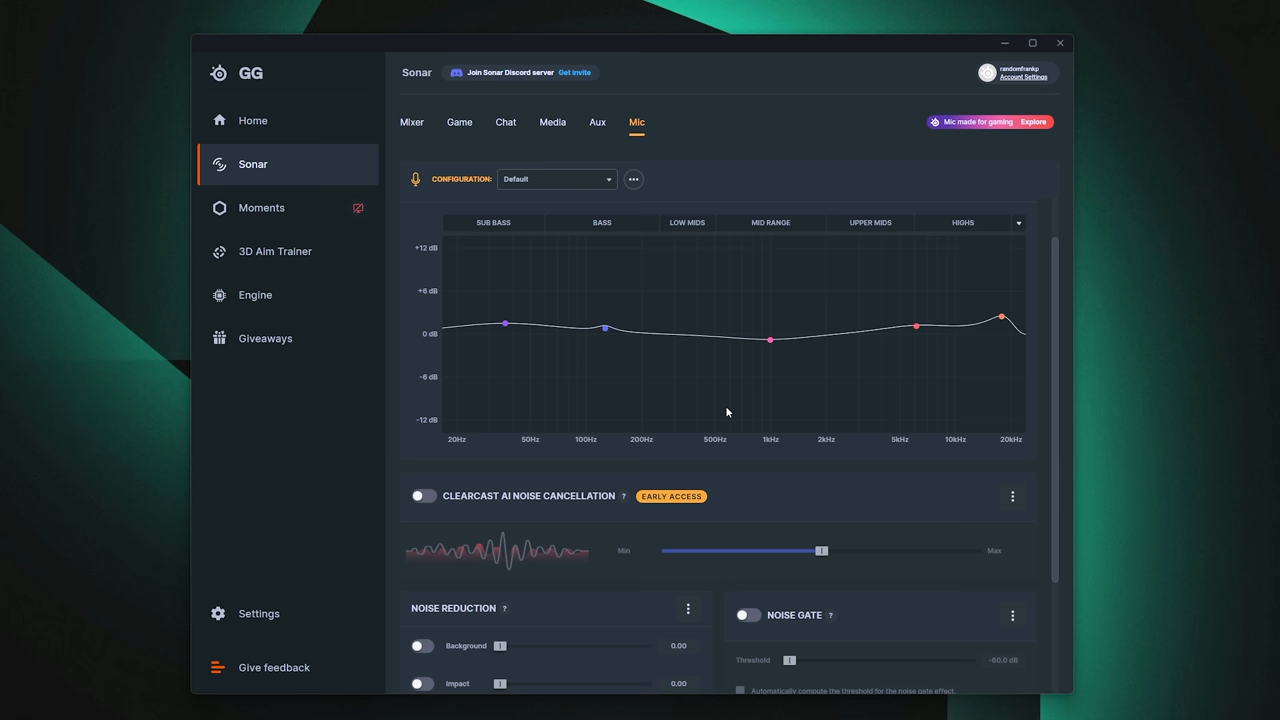 GG
Sonar
Join Sonar Discord server Get invite
randomfrankp
Account Settings
Home
Sonar
Moments
3D Aim Trainer
Engine
Giveaways
Settings
Give feedback
Mixer Game Chat Media Aux Mic
Mic made for gaming Explore
CONFIGURATION: Default
SUB BASS BASS LOW MIDS MID RANGE UPPER MIDS HIGHS
+12 dB
+6 dB
0 dB
-6 dB
-12 dB
20Hz 50Hz 100Hz 200Hz 500Hz 1kHz 2kHz 5kHz 10kHz 20kHz
CLEARCAST AI NOISE CANCELLATION ? EARLY ACCESS
Min Max
NOISE REDUCTION ?
Background 0.00
Impact 0.00
NOISE GATE ?
Threshold -60.0 dB
Automatically compute the threshold for the noise gate effect.